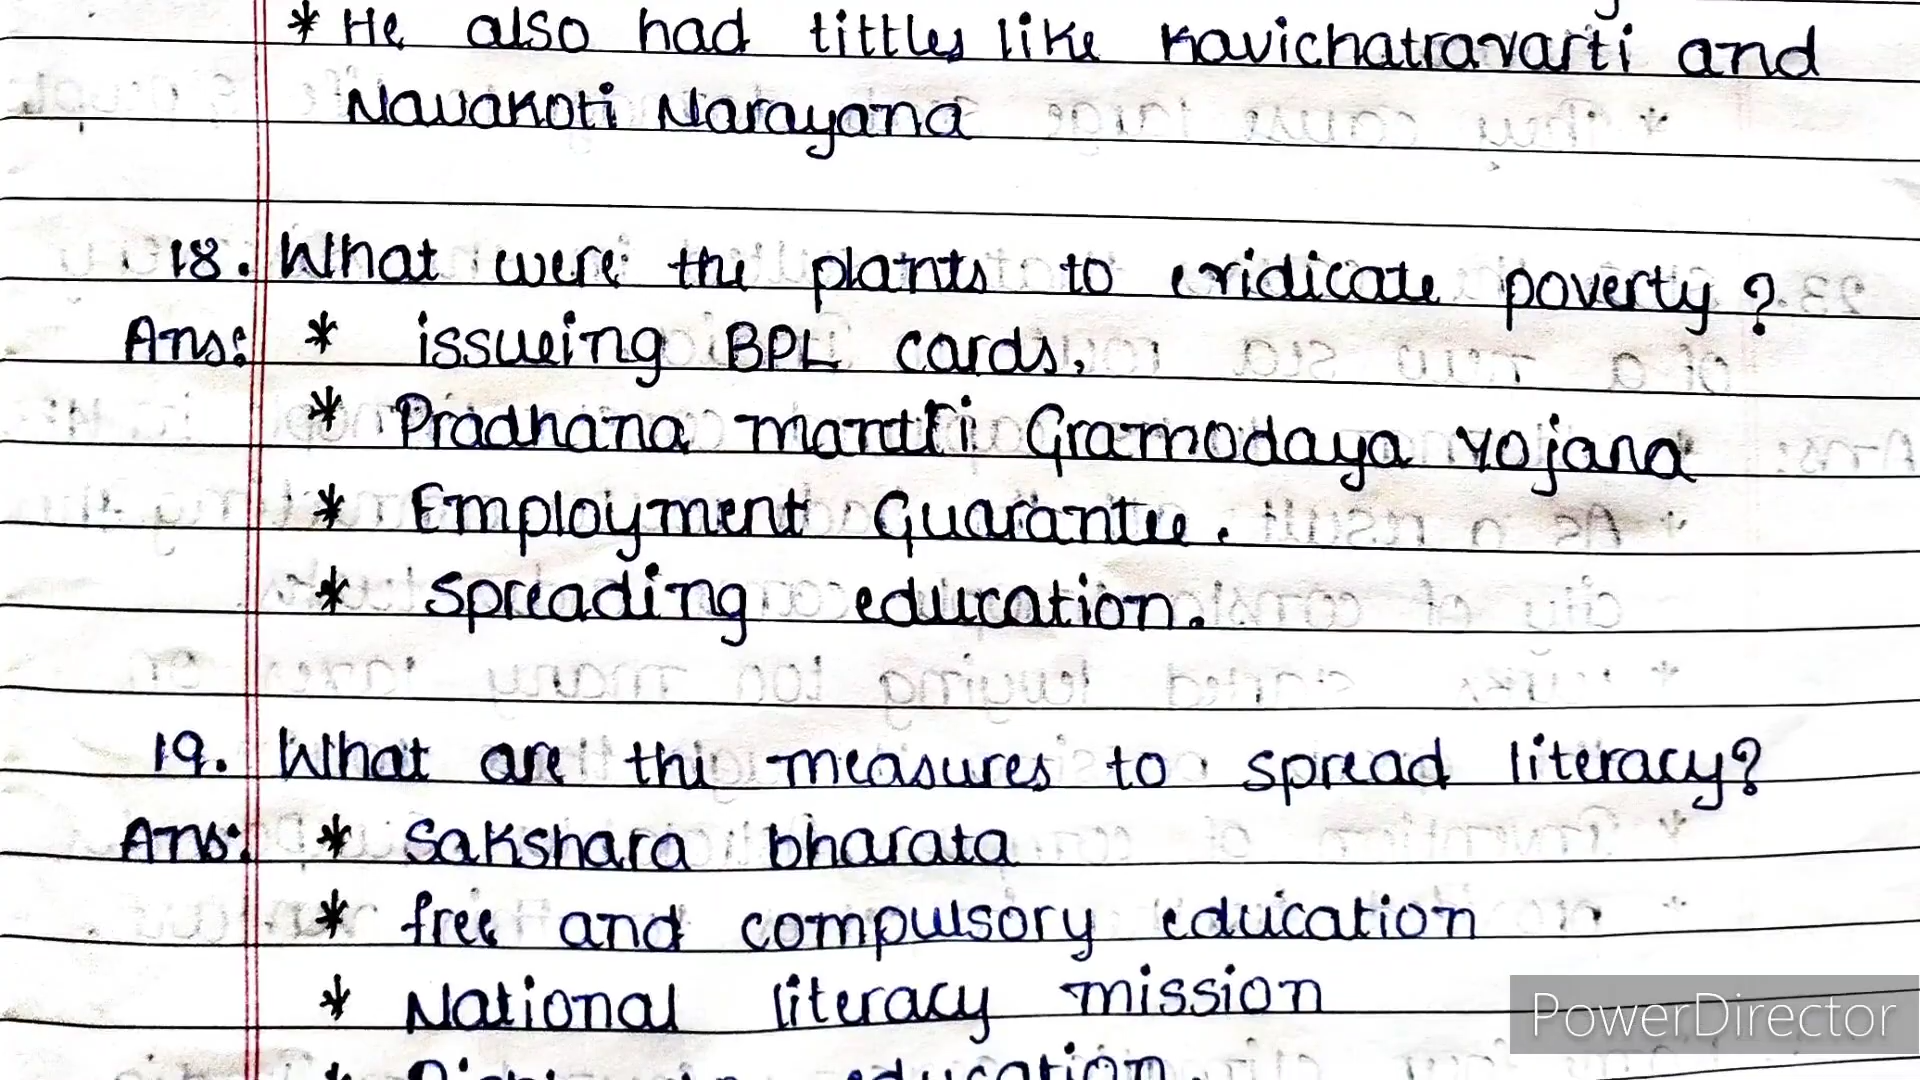 * He also had tittles like Kavichatravarti and
Navakoti Narayana
18. What were the plants to eridicate poverty?
Ans: * issueing BPL cards.
* Pradhana mantri Gramodaya Yojana
* Employment Guarantee.
* spreading education.
19. What are the measures to spread literacy?
Ans: * Sakshara bharata
* free and compulsory education
* National literacy mission
* education.
PowerDirector